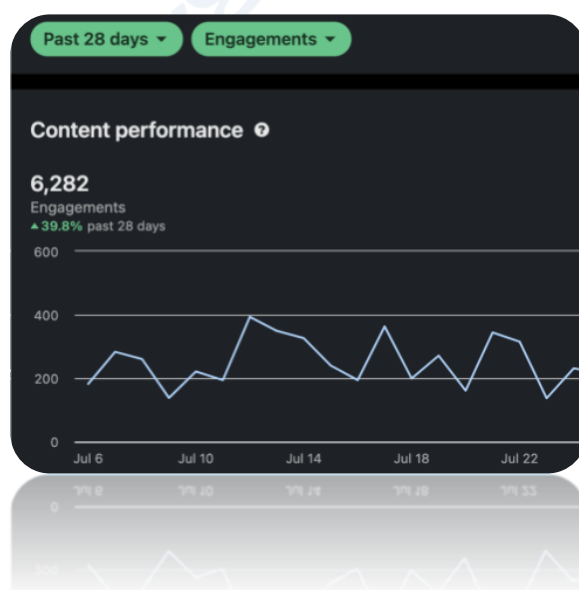 Past 28 days Engagements
Content performance
6,282
Engagements
39.8% past 28 days
600
400
200
0
Jul 6 Jul 10 Jul 14 Jul 18 Jul 22